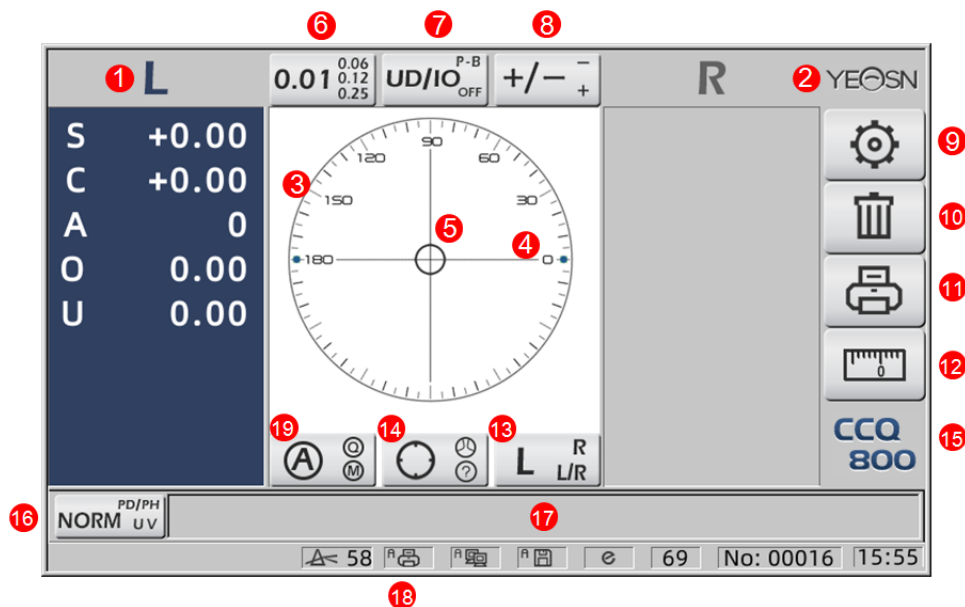 6 7 8
1 L
0.01 0.06
0.12
0.25
UD/IO P-B
OFF
+/- -
+
R
2 YEOSN
S +0.00
C +0.00
A 0
O 0.00
U 0.00
90
120 60
3 150 30
5 4
180 0
9
10
11
12 0
19 A Q
M
14 ?
13 L R
L/R
CCQ
800
15
16 NORM PD/PH
UV
17
58 A A A e 69 No: 00016 15:55
18